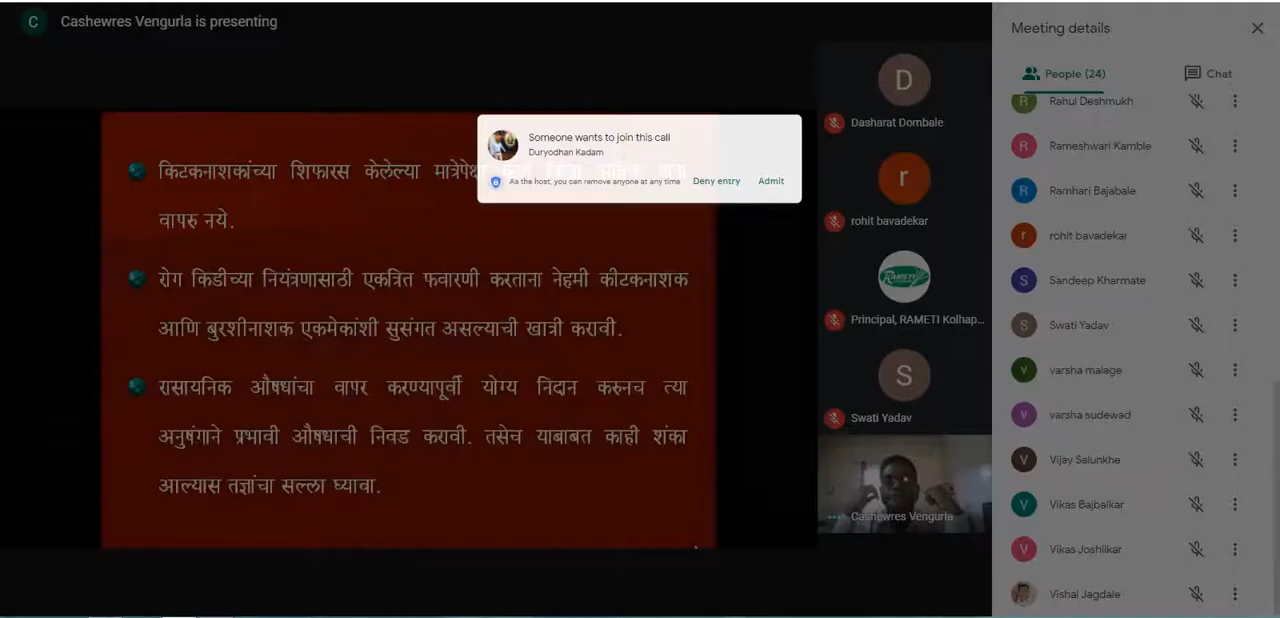 C
Cashewres Vengurla is presenting
किटकनाशकांच्या शिफारस केलेल्या मात्रेपेक्षा
वापरु नये.
रोग किडीच्या नियंत्रणासाठी एकत्रित फवारणी करताना नेहमी कीटकनाशक
आणि बुरशीनाशक एकमेकांशी सुसंगत असल्याची खात्री करावी.
रासायनिक औषधांचा वापर करण्यापूर्वी योग्य निदान करुनच त्या
अनुषंगाने प्रभावी औषधाची निवड करावी. तसेच याबाबत काही शंका
आल्यास तज्ञांचा सल्ला घ्यावा.
Someone wants to join this call
Duryodhan Kadam
As the host, you can remove anyone at any time
Deny entry
Admit
D
Dasharat Dombale
r
rohit bavadekar
RAMETI
Principal, RAMETI Kolhap...
S
Swati Yadav
Cashewres Vengurla
Meeting details
People (24)
Chat
R
Rahul Deshmukh
R
Rameshwari Kamble
R
Ramhari Bajabale
r
rohit bavadekar
S
Sandeep Kharmate
S
Swati Yadav
v
varsha malage
v
varsha sudewad
V
Vijay Salunkhe
V
Vikas Bajbalkar
V
Vikas Joshlikar
Vishal Jagdale